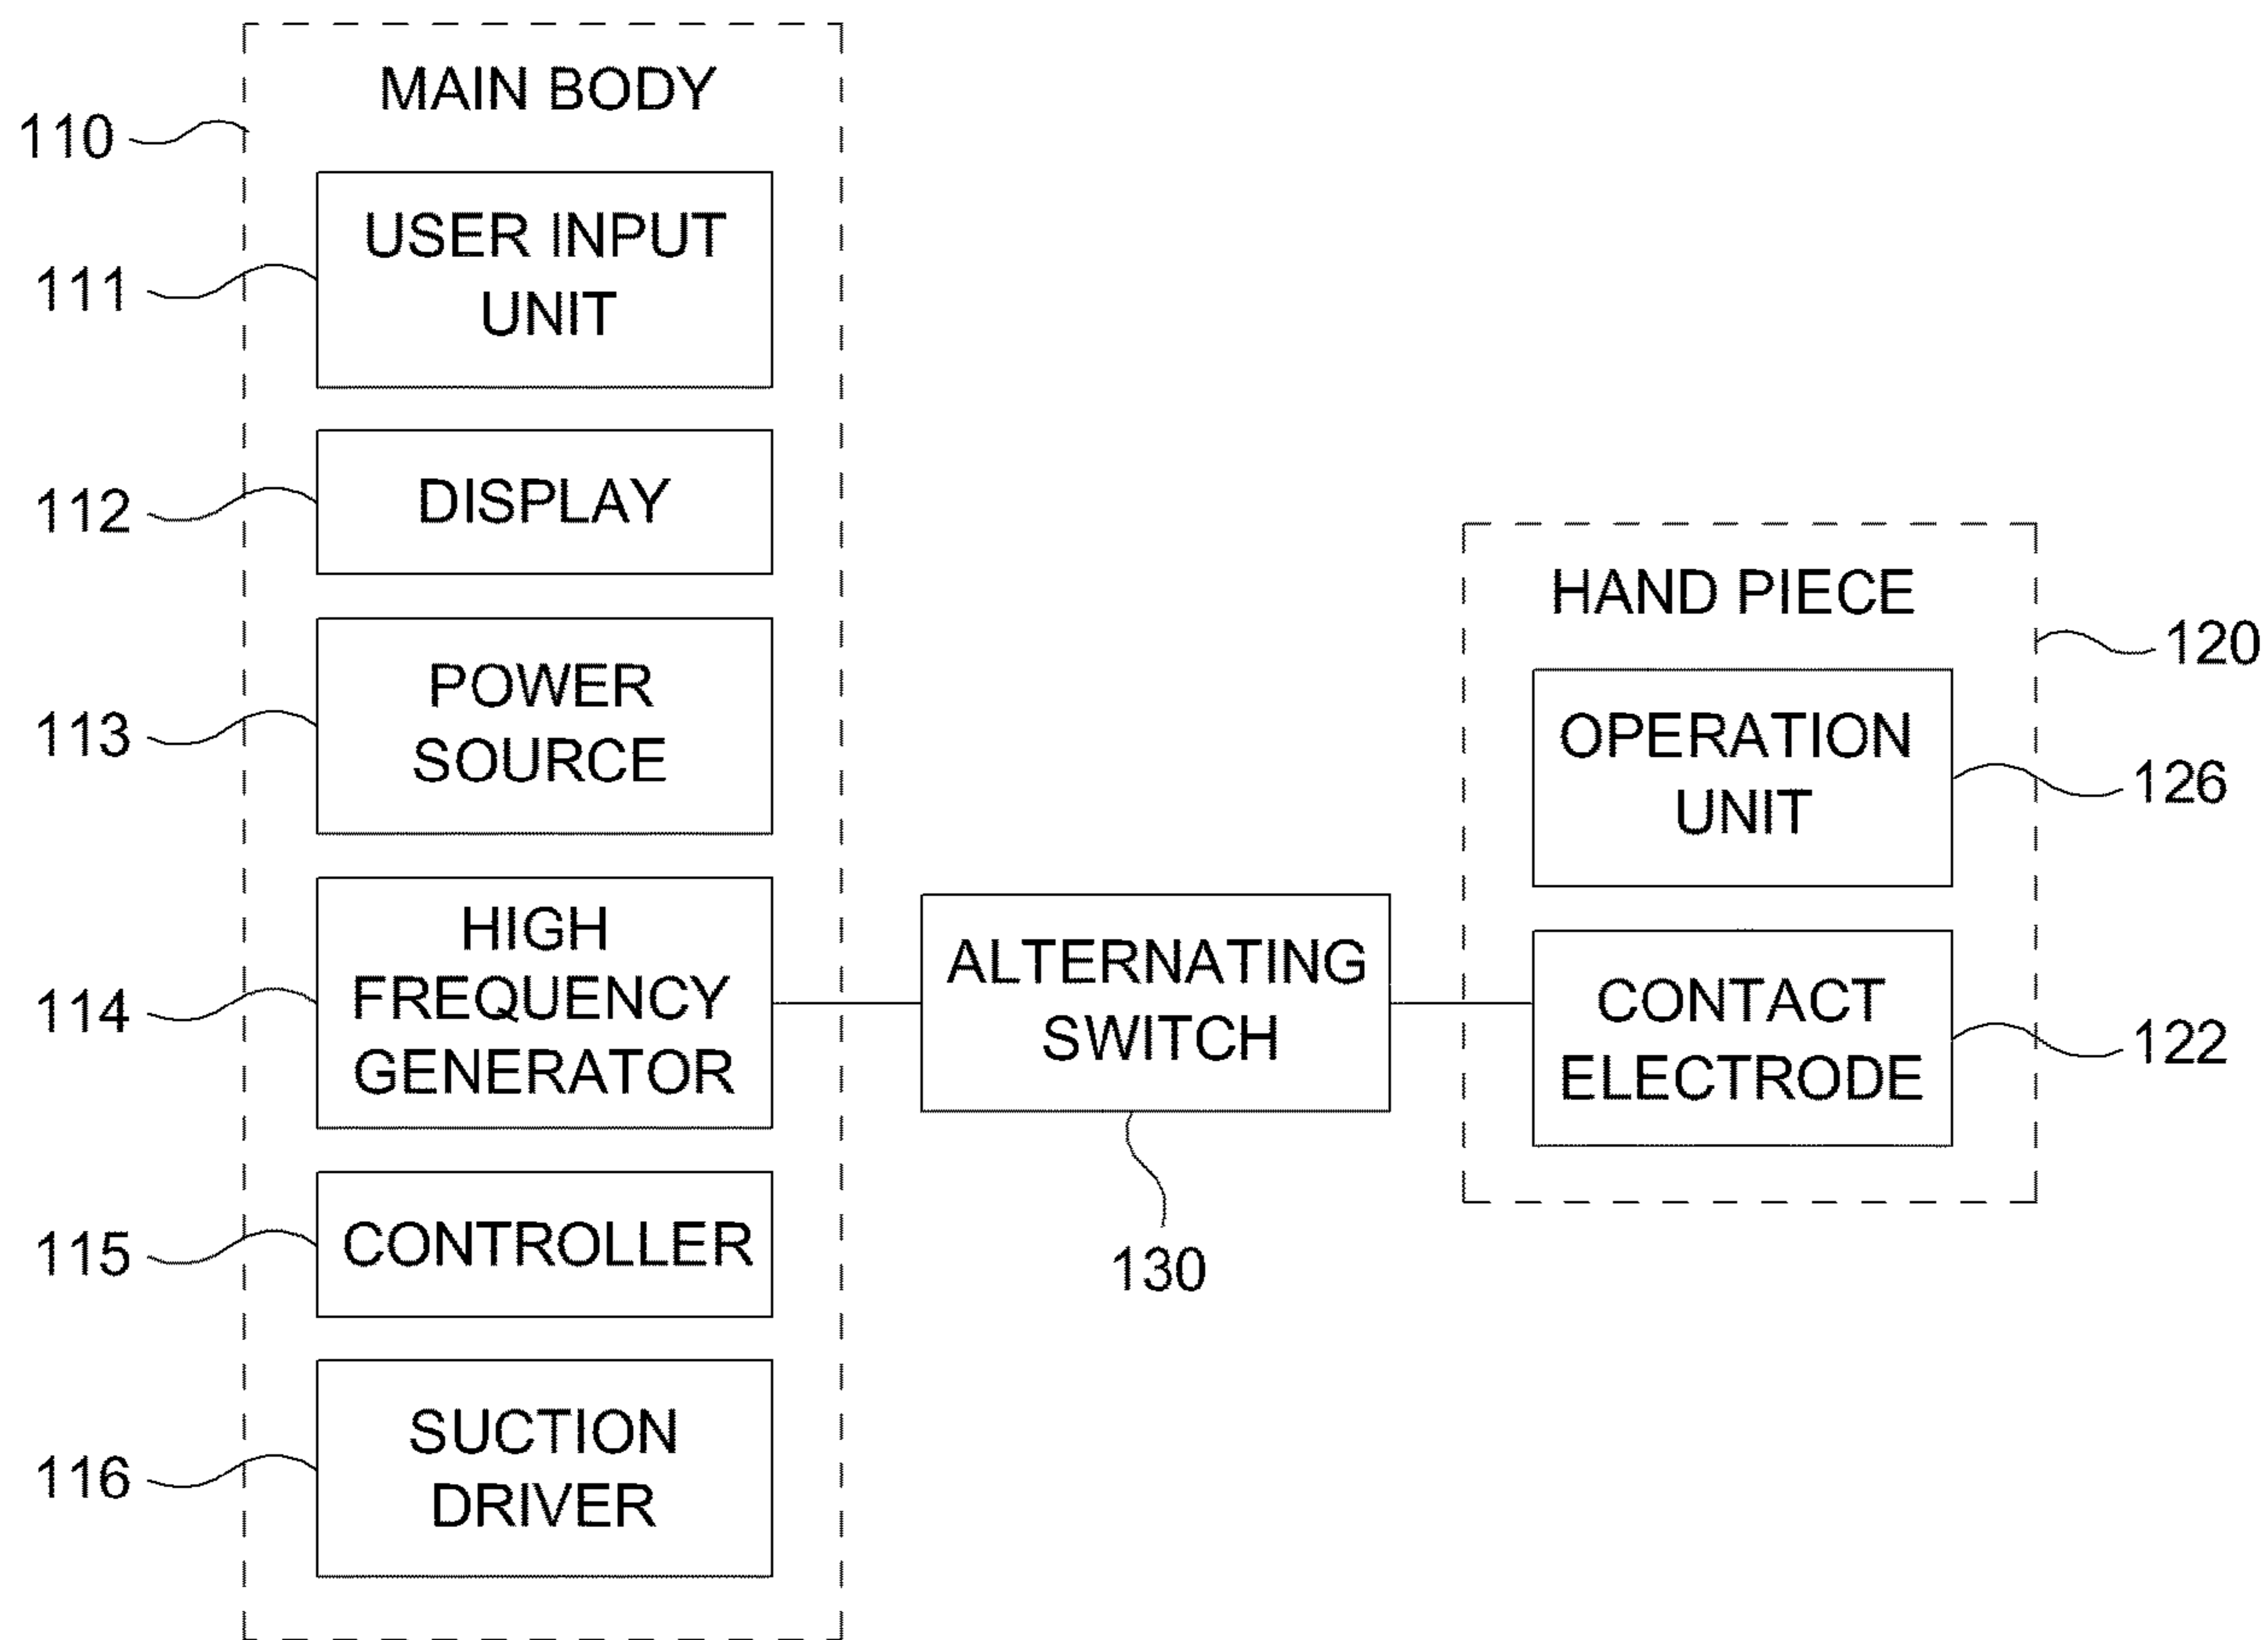 MAIN BODY
110
USER INPUT
UNIT
111
DISPLAY
112
POWER
SOURCE
113
HIGH
FREQUENCY
GENERATOR
114
CONTROLLER
115
SUCTION
DRIVER
116
ALTERNATING
SWITCH
130
HAND PIECE
120
OPERATION
UNIT
126
CONTACT
ELECTRODE
122